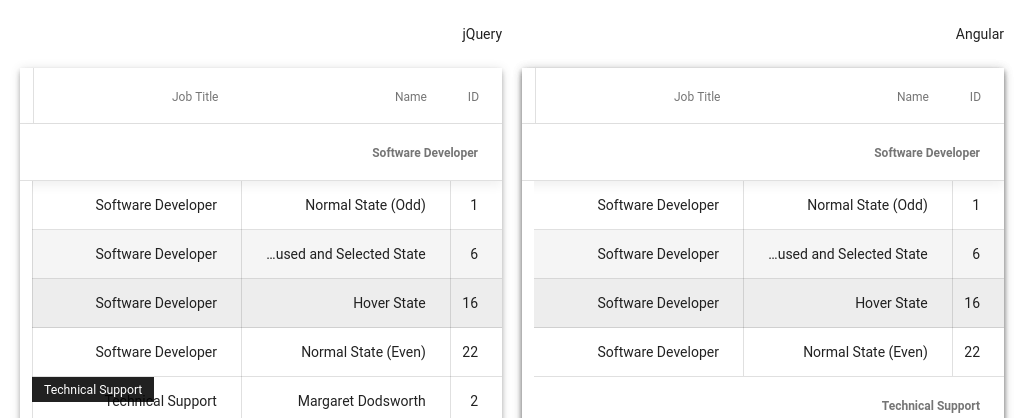 jQuery
Angular
Job Title Name ID
Software Developer
Software Developer Normal State (Odd) 1
Software Developer …used and Selected State 6
Software Developer Hover State 16
Software Developer Normal State (Even) 22
Technical Support
Technical Support Margaret Dodsworth 2
Job Title Name ID
Software Developer
Software Developer Normal State (Odd) 1
Software Developer …used and Selected State 6
Software Developer Hover State 16
Software Developer Normal State (Even) 22
Technical Support